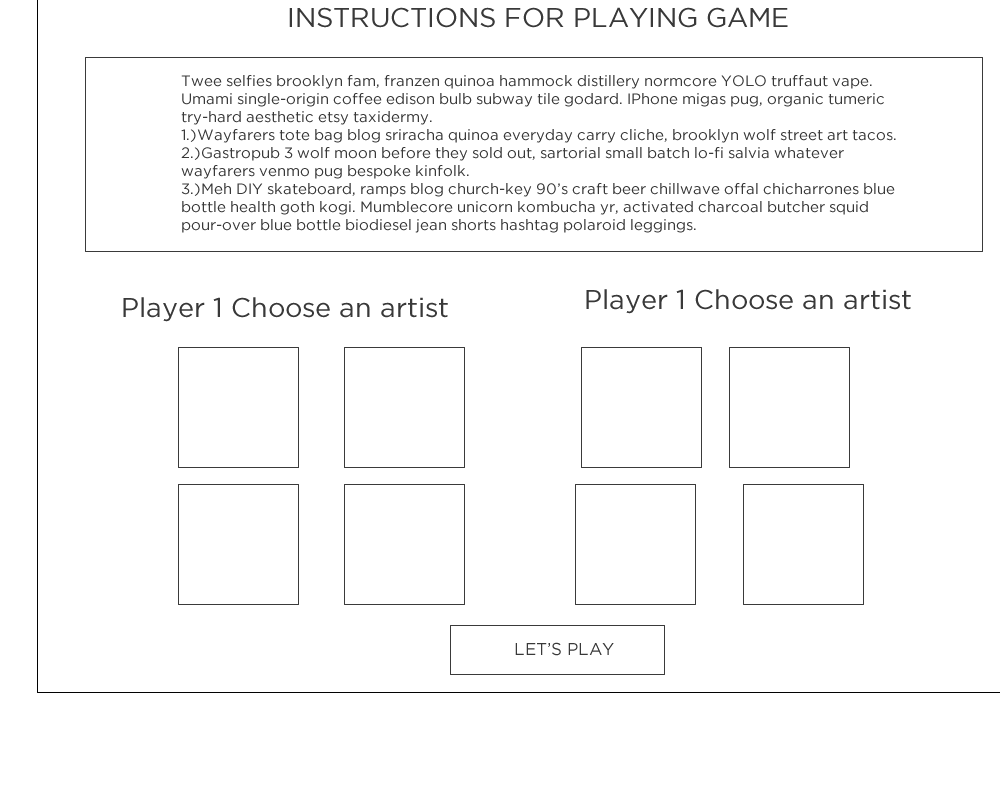 INSTRUCTIONS FOR PLAYING GAME
Twee selfies brooklyn fam, franzen quinoa hammock distillery normcore YOLO truffaut vape.
Umami single-origin coffee edison bulb subway tile godard. IPhone migas pug, organic tumeric
try-hard aesthetic etsy taxidermy.
1.)Wayfarers tote bag blog sriracha quinoa everyday carry cliche, brooklyn wolf street art tacos.
2.)Gastropub 3 wolf moon before they sold out, sartorial small batch lo-fi salvia whatever
wayfarers venmo pug bespoke kinfolk.
3.)Meh DIY skateboard, ramps blog church-key 90’s craft beer chillwave offal chicharrones blue
bottle health goth kogi. Mumblecore unicorn kombucha yr, activated charcoal butcher squid
pour-over blue bottle biodiesel jean shorts hashtag polaroid leggings.
Player 1 Choose an artist
Player 1 Choose an artist
LET’S PLAY